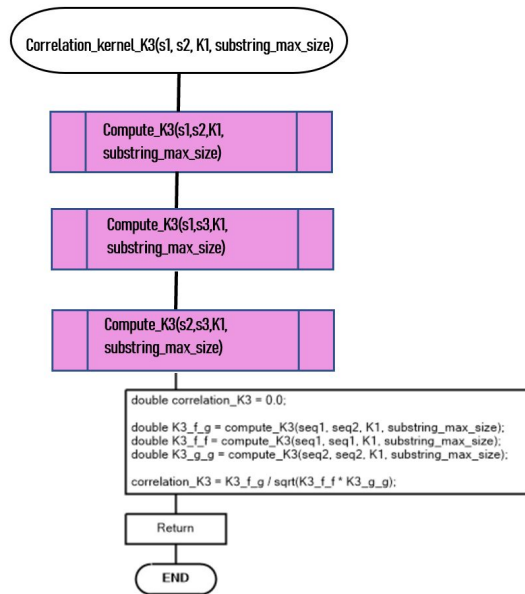 Correlation_kernel_K3(s1, s2, K1, substring_max_size)
Compute_K3(s1,s2,K1,
substring_max_size)
Compute_K3(s1,s3,K1,
substring_max_size)
Compute_K3(s2,s3,K1,
substring_max_size)
double correlation_K3 = 0.0;
double K3_f_g = compute_K3(seq1, seq2, K1, substring_max_size);
double K3_f_f = compute_K3(seq1, seq1, K1, substring_max_size);
double K3_g_g = compute_K3(seq2, seq2, K1, substring_max_size);
correlation_K3 = K3_f_g / sqrt(K3_f_f * K3_g_g);
Return
END